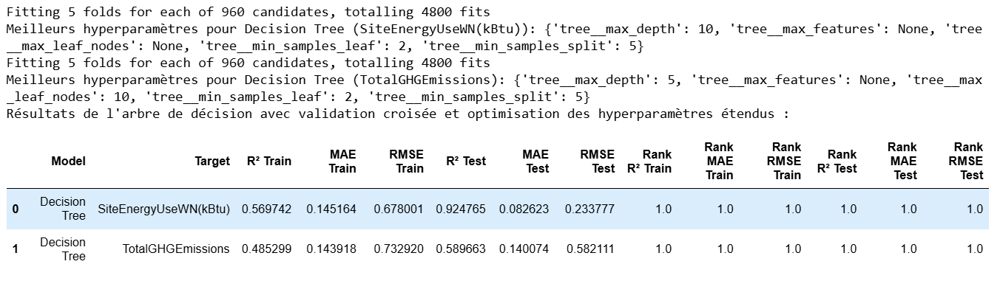 Fitting 5 folds for each of 960 candidates, totalling 4800 fits
Meilleurs hyperparamètres pour Decision Tree (SiteEnergyUseWN(kBtu)): {'tree__max_depth': 10, 'tree__max_features': None, 'tree
__max_leaf_nodes': None, 'tree__min_samples_leaf': 2, 'tree__min_samples_split': 5}
Fitting 5 folds for each of 960 candidates, totalling 4800 fits
Meilleurs hyperparamètres pour Decision Tree (TotalGHGEmissions): {'tree__max_depth': 5, 'tree__max_features': None, 'tree__max
_leaf_nodes': 10, 'tree__min_samples_leaf': 2, 'tree__min_samples_split': 5}
Résultats de l'arbre de décision avec validation croisée et optimisation des hyperparamètres étendus :
Model Target R² Train MAE Train RMSE Train R² Test MAE Test RMSE Test Rank R² Train Rank MAE Train Rank RMSE Train Rank R² Test Rank MAE Test Rank RMSE Test
0 Decision Tree SiteEnergyUseWN(kBtu) 0.569742 0.145164 0.678001 0.924765 0.082623 0.233777 1.0 1.0 1.0 1.0 1.0 1.0
1 Decision Tree TotalGHGEmissions 0.485299 0.143918 0.732920 0.589663 0.140074 0.582111 1.0 1.0 1.0 1.0 1.0 1.0